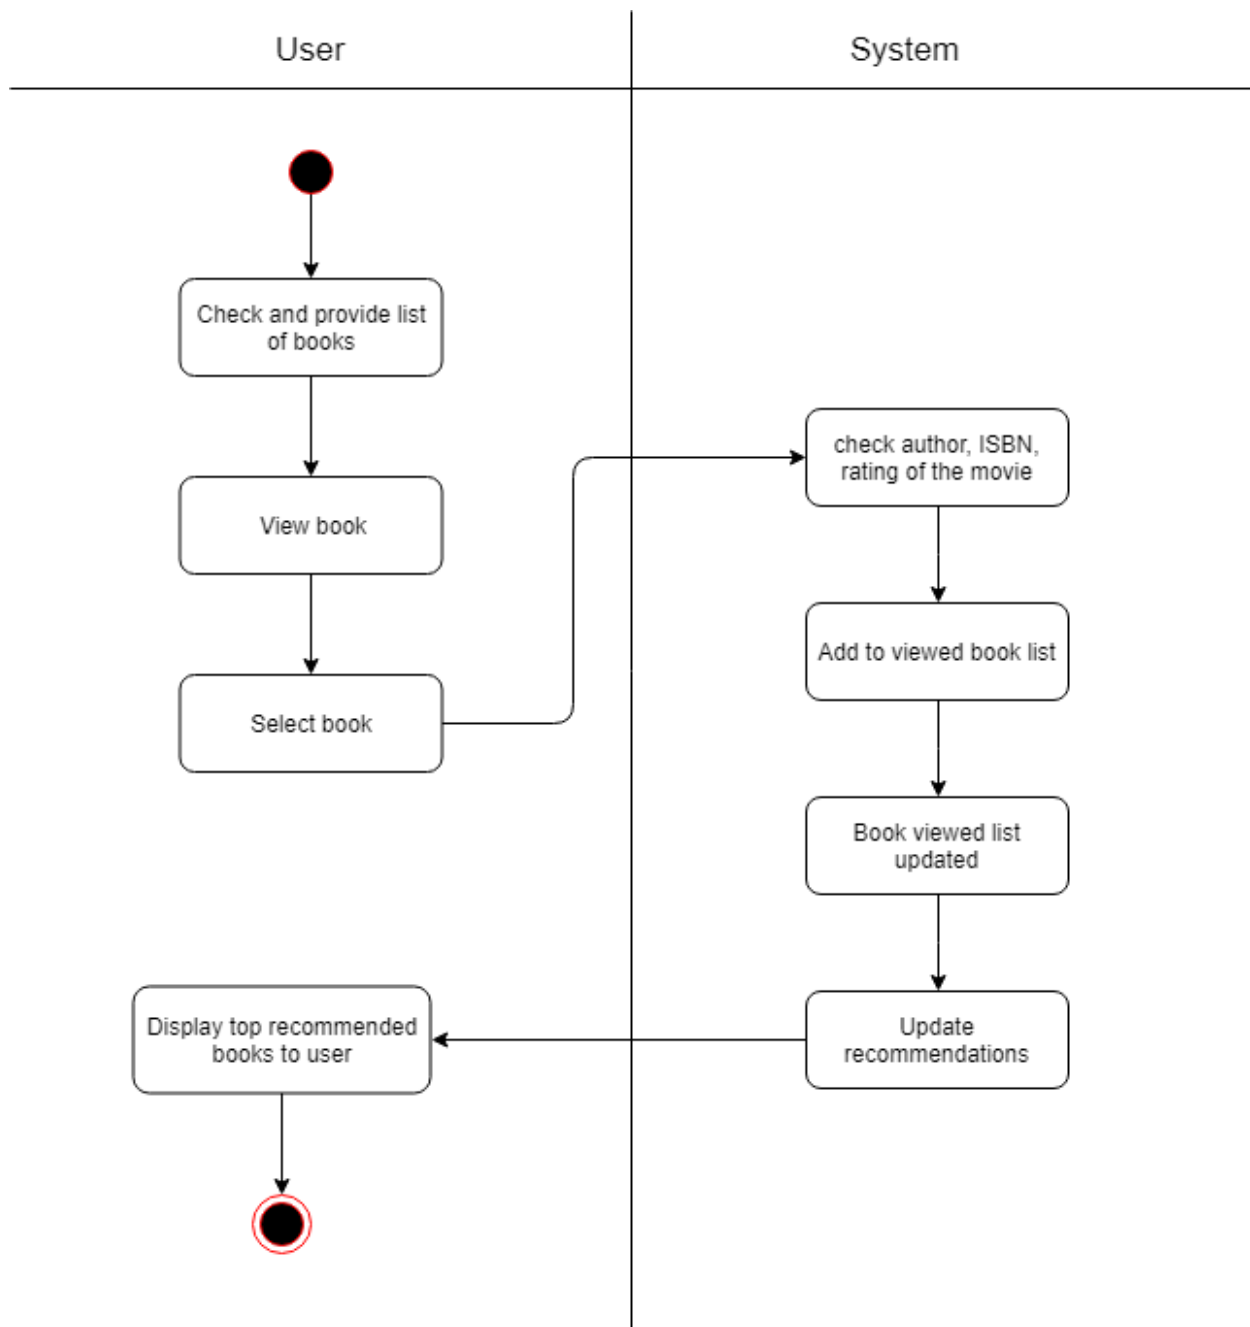 User
System
Check and provide list
of books
View book
Select book
check author, ISBN,
rating of the movie
Add to viewed book list
Book viewed list
updated
Update
recommendations
Display top recommended
books to user